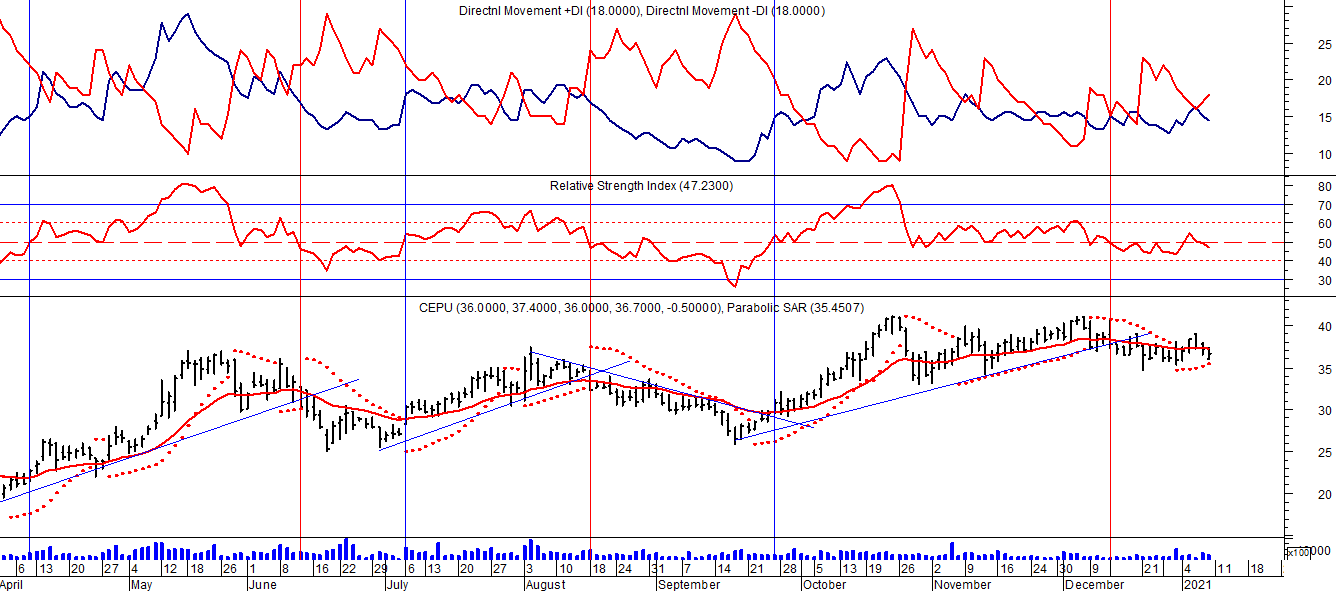 Directnl Movement +DI (18.0000), Directnl Movement -DI (18.0000)
25
20
15
10
Relative Strength Index (47.2300)
80
70
60
50
40
30
CEPU (36.0000, 37.4000, 36.0000, 36.7000, -0.50000), Parabolic SAR (35.4507)
40
35
30
25
20
x100
6 13 20 27 4 12 18 26 1 8 16 22 29 6 13 20 27 3 10 18 24 31 7 14 21 28 5 13 19 26 2 9 16 24 30 9 21 4 11 18
April May June July August September October November December 2021